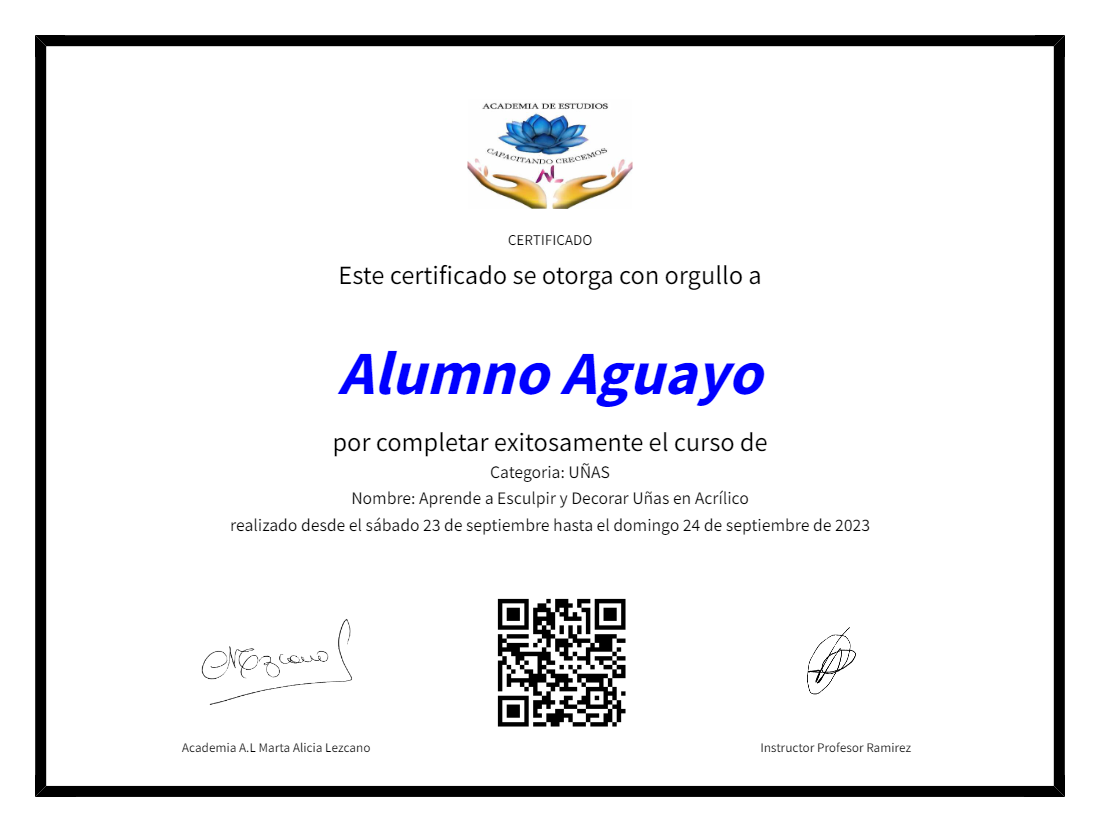 ACADEMIA DE ESTUDIOS
CAPACITANDO CRECEMOS
AL
CERTIFICADO
Este certificado se otorga con orgullo a
Alumno Aguayo
por completar exitosamente el curso de
Categoria: UÑAS
Nombre: Aprende a Esculpir y Decorar Uñas en Acrílico
realizado desde el sábado 23 de septiembre hasta el domingo 24 de septiembre de 2023
Academia A.L Marta Alicia Lezcano
Instructor Profesor Ramirez